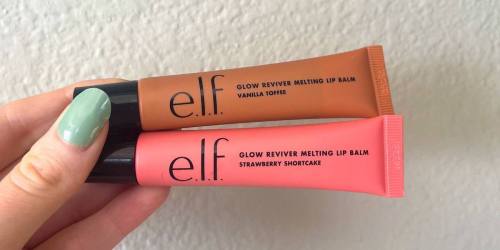 e.l.f.
GLOW REVIVER MELTING LIP BALM
VANILLA TOFFEE
e.l.f.
GLOW REVIVER MELTING LIP BALM
STRAWBERRY SHORTCAKE